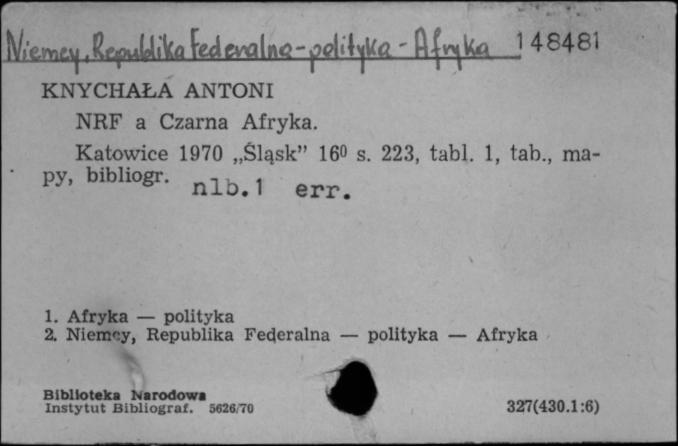 Niemcy, Republika Federalna - polityka - Afryka 148481
KNYCHAŁA ANTONI
NRF a Czarna Afryka.
Katowice 1970 „Śląsk” 16⁰ s. 223, tabl. 1, tab., ma-
py, bibliogr. nlb.1 err.
1. Afryka — polityka
2. Niemcy, Republika Federalna — polityka — Afryka
Biblioteka Narodowa
Instytut Bibliograf. 5626/70 327(430.1:6)